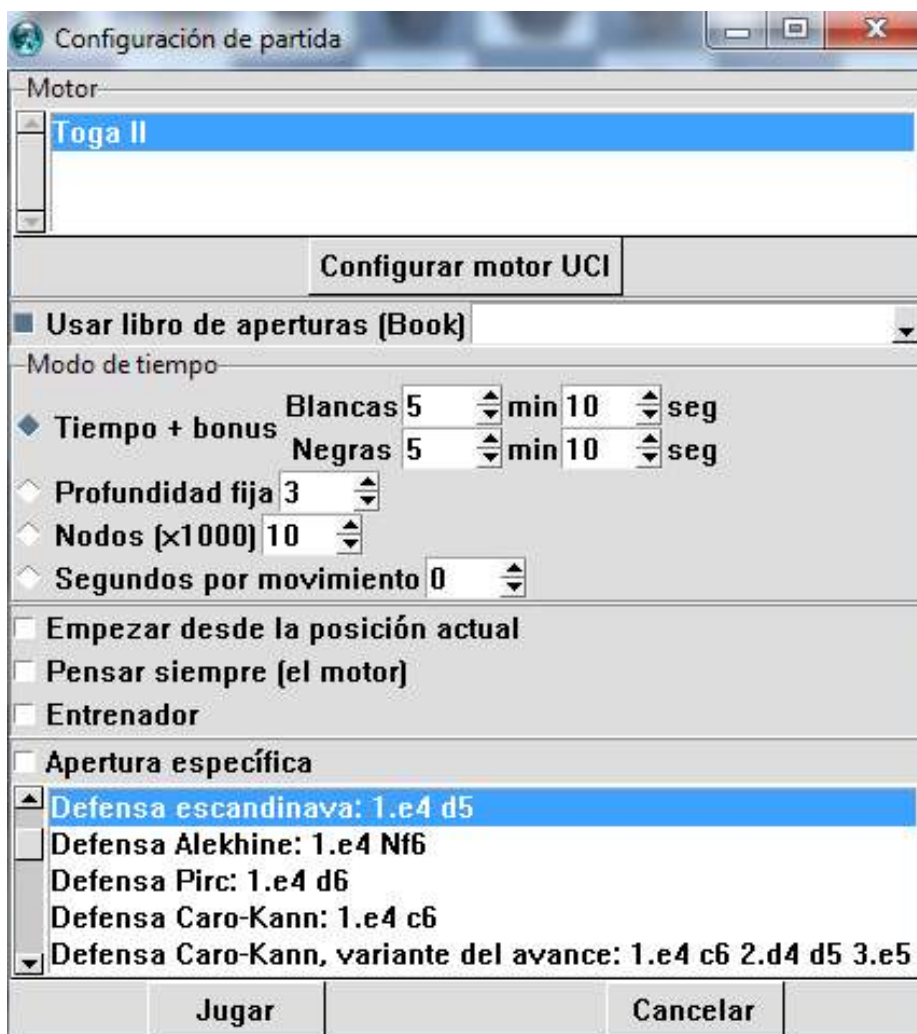 Configuración de partida
Motor
Toga II
Configurar motor UCI
Usar libro de aperturas (Book)
Modo de tiempo
Tiempo + bonus
Blancas 5 min 10 seg
Negras 5 min 10 seg
Profundidad fija 3
Nodos (x1000) 10
Segundos por movimiento 0
Empezar desde la posición actual
Pensar siempre (el motor)
Entrenador
Apertura específica
Defensa escandinava: 1.e4 d5
Defensa Alekhine: 1.e4 Nf6
Defensa Pirc: 1.e4 d6
Defensa Caro-Kann: 1.e4 c6
Defensa Caro-Kann, variante del avance: 1.e4 c6 2.d4 d5 3.e5
Jugar Cancelar